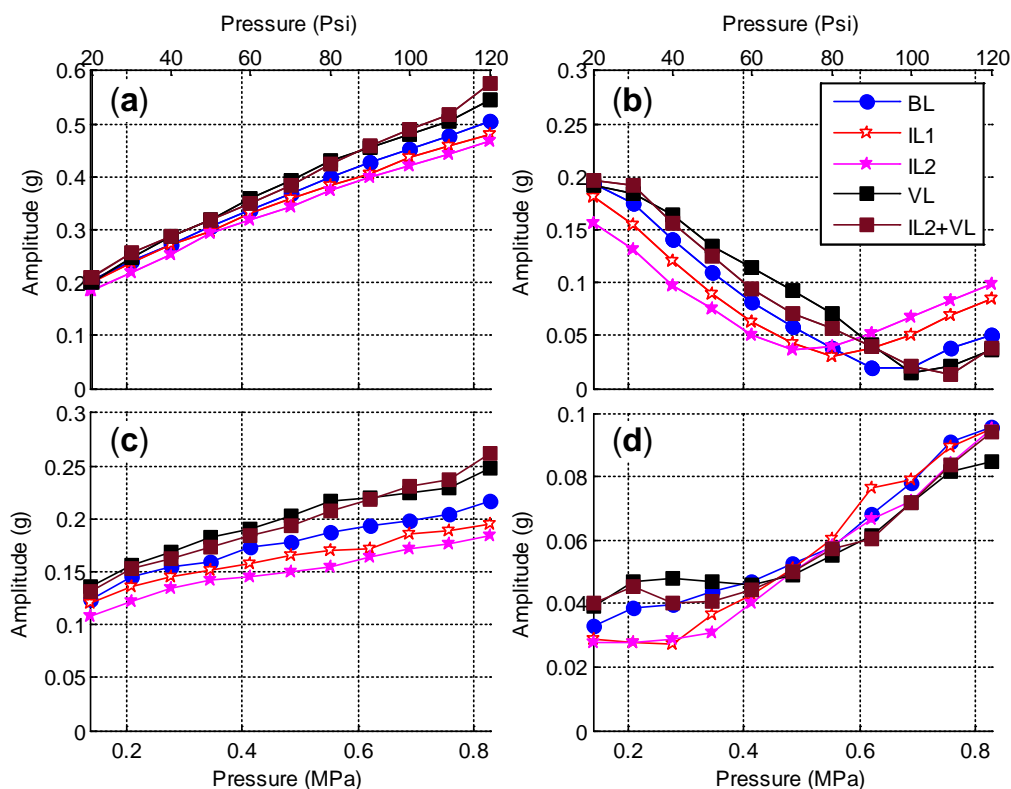 Pressure (Psi)
Pressure (Psi)
20 40 60 80 100 120
20 40 60 80 100 120
0.6
0.5
0.4
0.3
0.2
0.1
0
Amplitude (g)
(a)
0.3
0.25
0.2
0.15
0.1
0.05
0
Amplitude (g)
(b)
BL
IL1
IL2
VL
IL2+VL
0.3
0.25
0.2
0.15
0.1
0.05
0
Amplitude (g)
(c)
0.1
0.08
0.06
0.04
0.02
0
Amplitude (g)
(d)
0.2 0.4 0.6 0.8
0.2 0.4 0.6 0.8
Pressure (MPa)
Pressure (MPa)